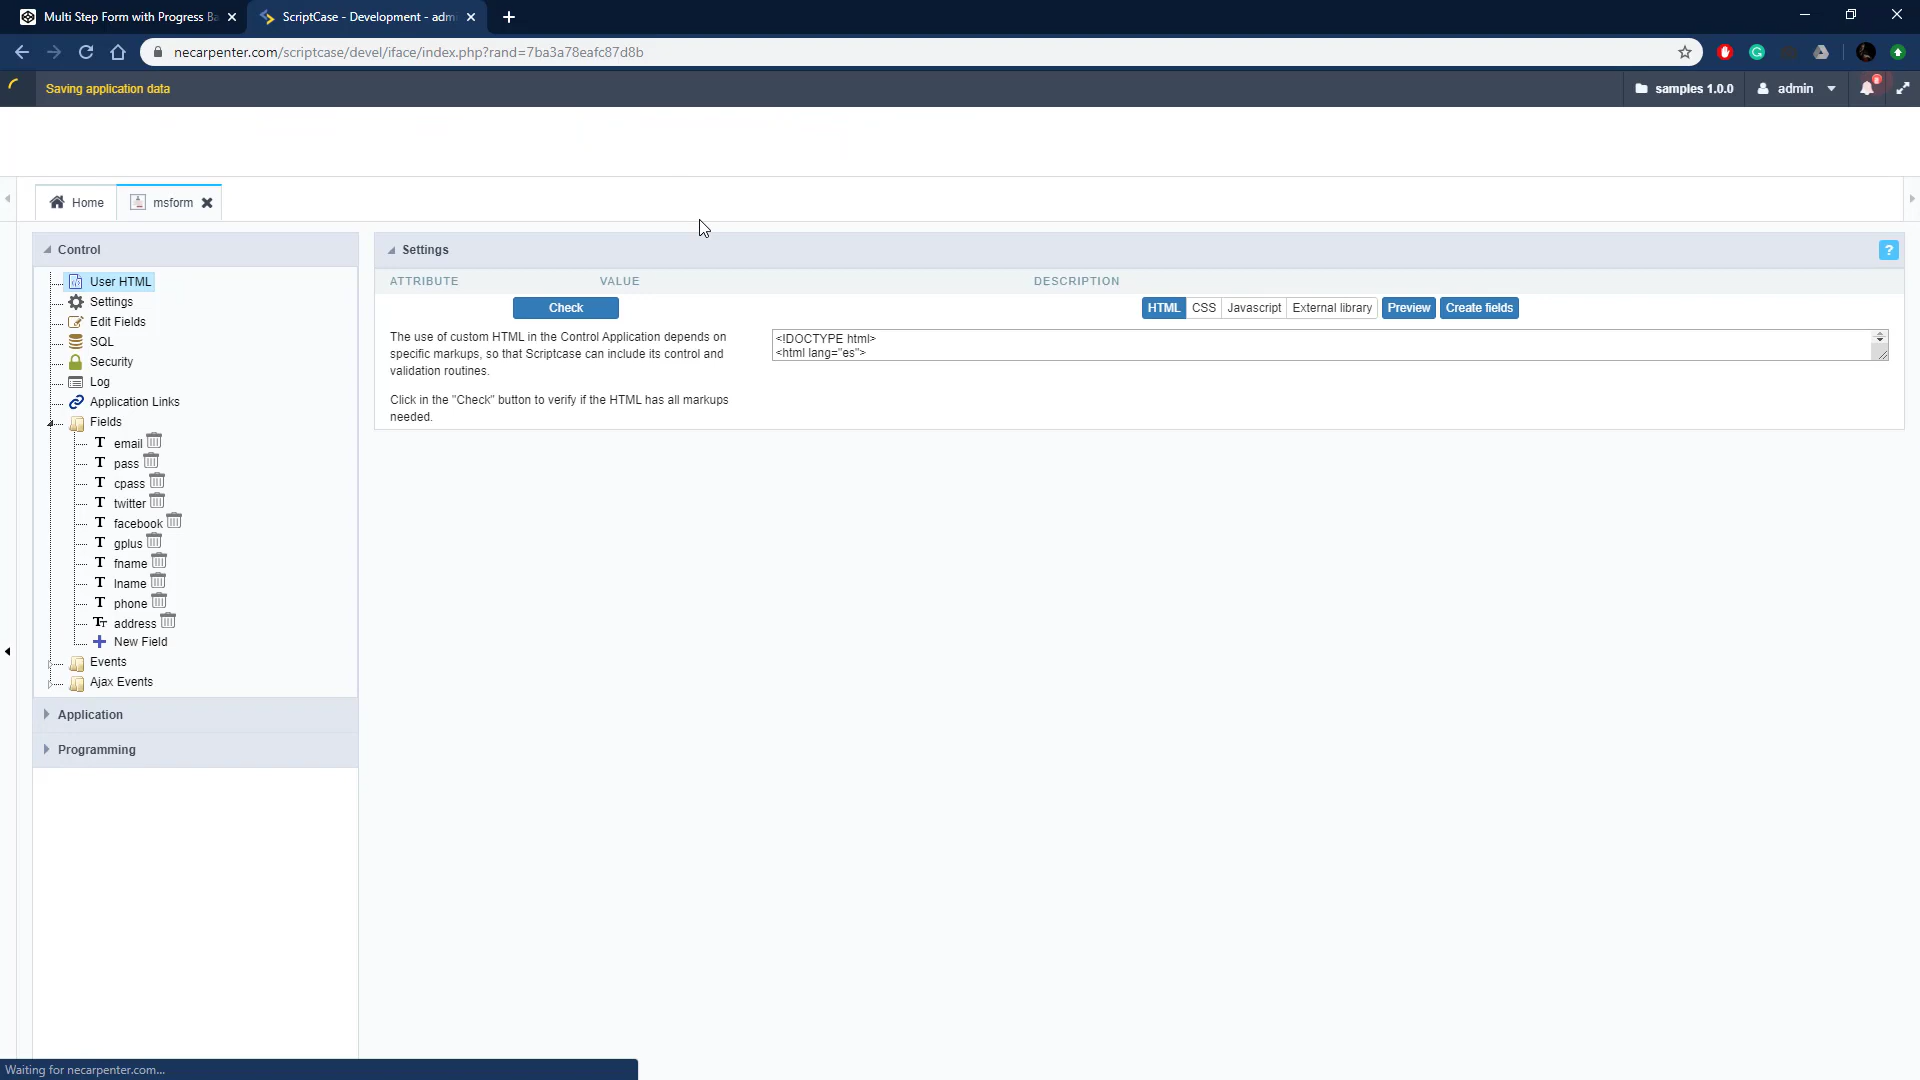 Multi Step Form with Progress Ba
ScriptCase - Development - adm
necarpenter.com/scriptcase/devel/iface/index.php?rand=7ba3a78eafc87d8b
Saving application data
samples 1.0.0
admin
Home
msform
Control
User HTML
Settings
Edit Fields
SQL
Security
Log
Application Links
Fields
email
pass
cpass
twitter
facebook
gplus
fname
lname
phone
address
New Field
Events
Ajax Events
Application
Programming
Settings
?
ATTRIBUTE VALUE DESCRIPTION
Check
HTML CSS Javascript External library Preview Create fields
The use of custom HTML in the Control Application depends on
specific markups, so that Scriptcase can include its control and
validation routines.
Click in the "Check" button to verify if the HTML has all markups
needed.
<!DOCTYPE html>
<html lang="es">
Waiting for necarpenter.com...